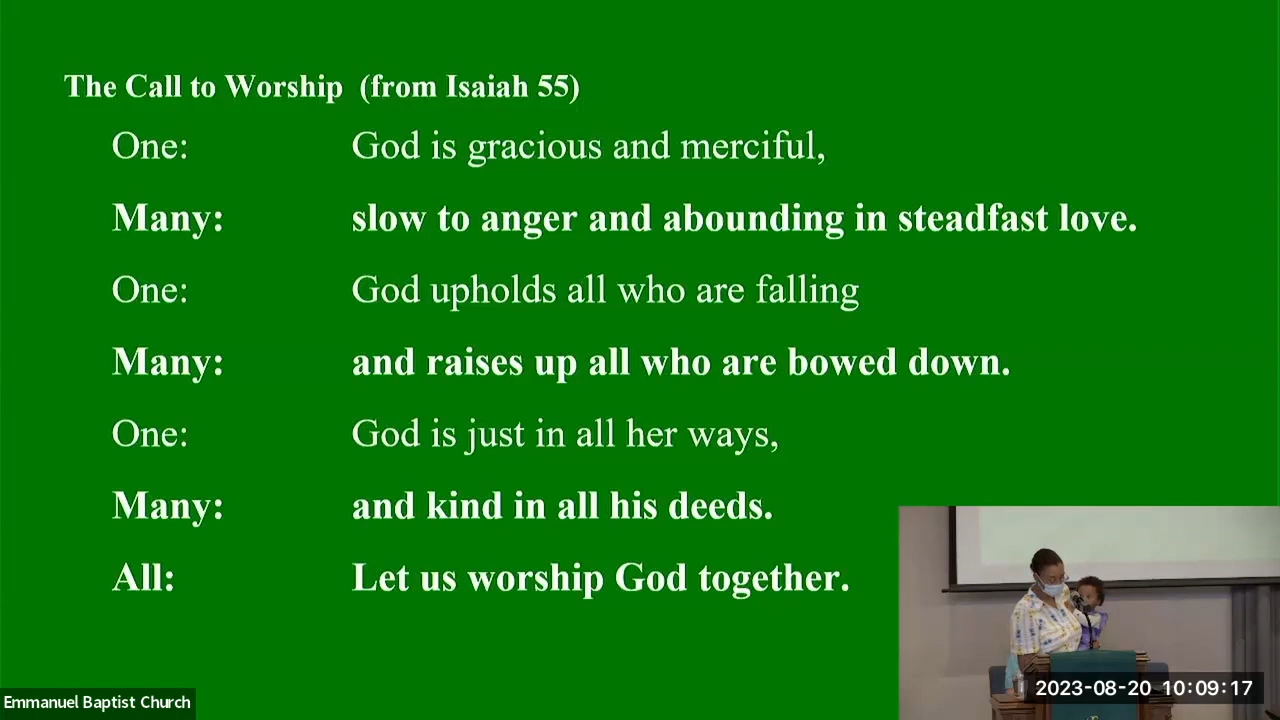 The Call to Worship (from Isaiah 55)
One: God is gracious and merciful,
Many: slow to anger and abounding in steadfast love.
One: God upholds all who are falling
Many: and raises up all who are bowed down.
One: God is just in all her ways,
Many: and kind in all his deeds.
All: Let us worship God together.
Emmanuel Baptist Church
2023-08-20 10:09:17